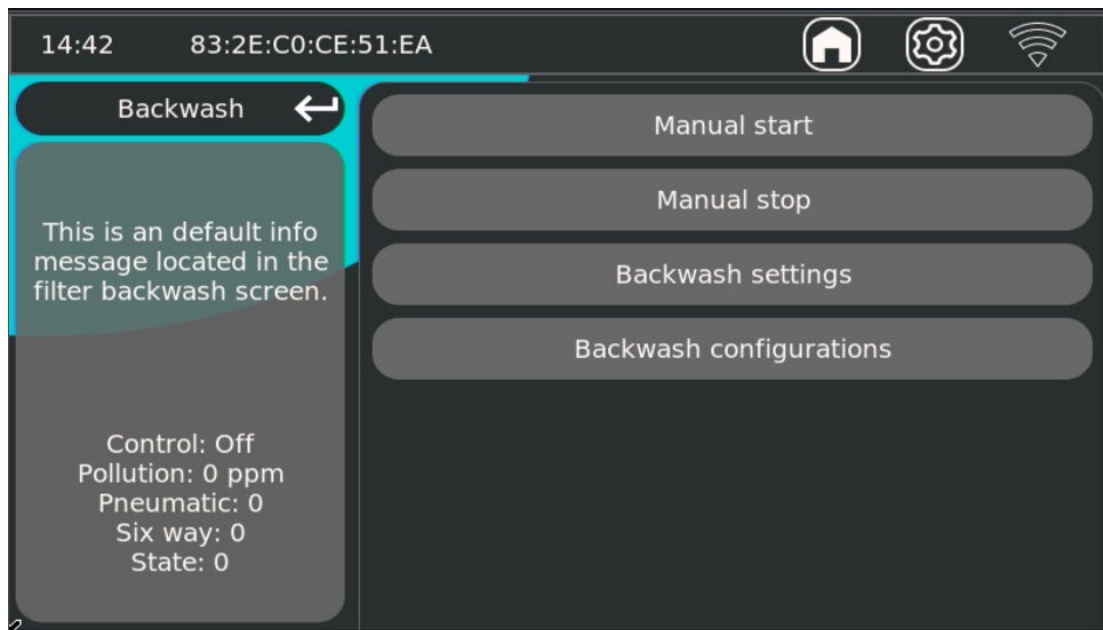 14:42 83:2E:C0:CE:51:EA
Backwash
This is an default info
message located in the
filter backwash screen.
Control: Off
Pollution: 0 ppm
Pneumatic: 0
Six way: 0
State: 0
Manual start
Manual stop
Backwash settings
Backwash configurations